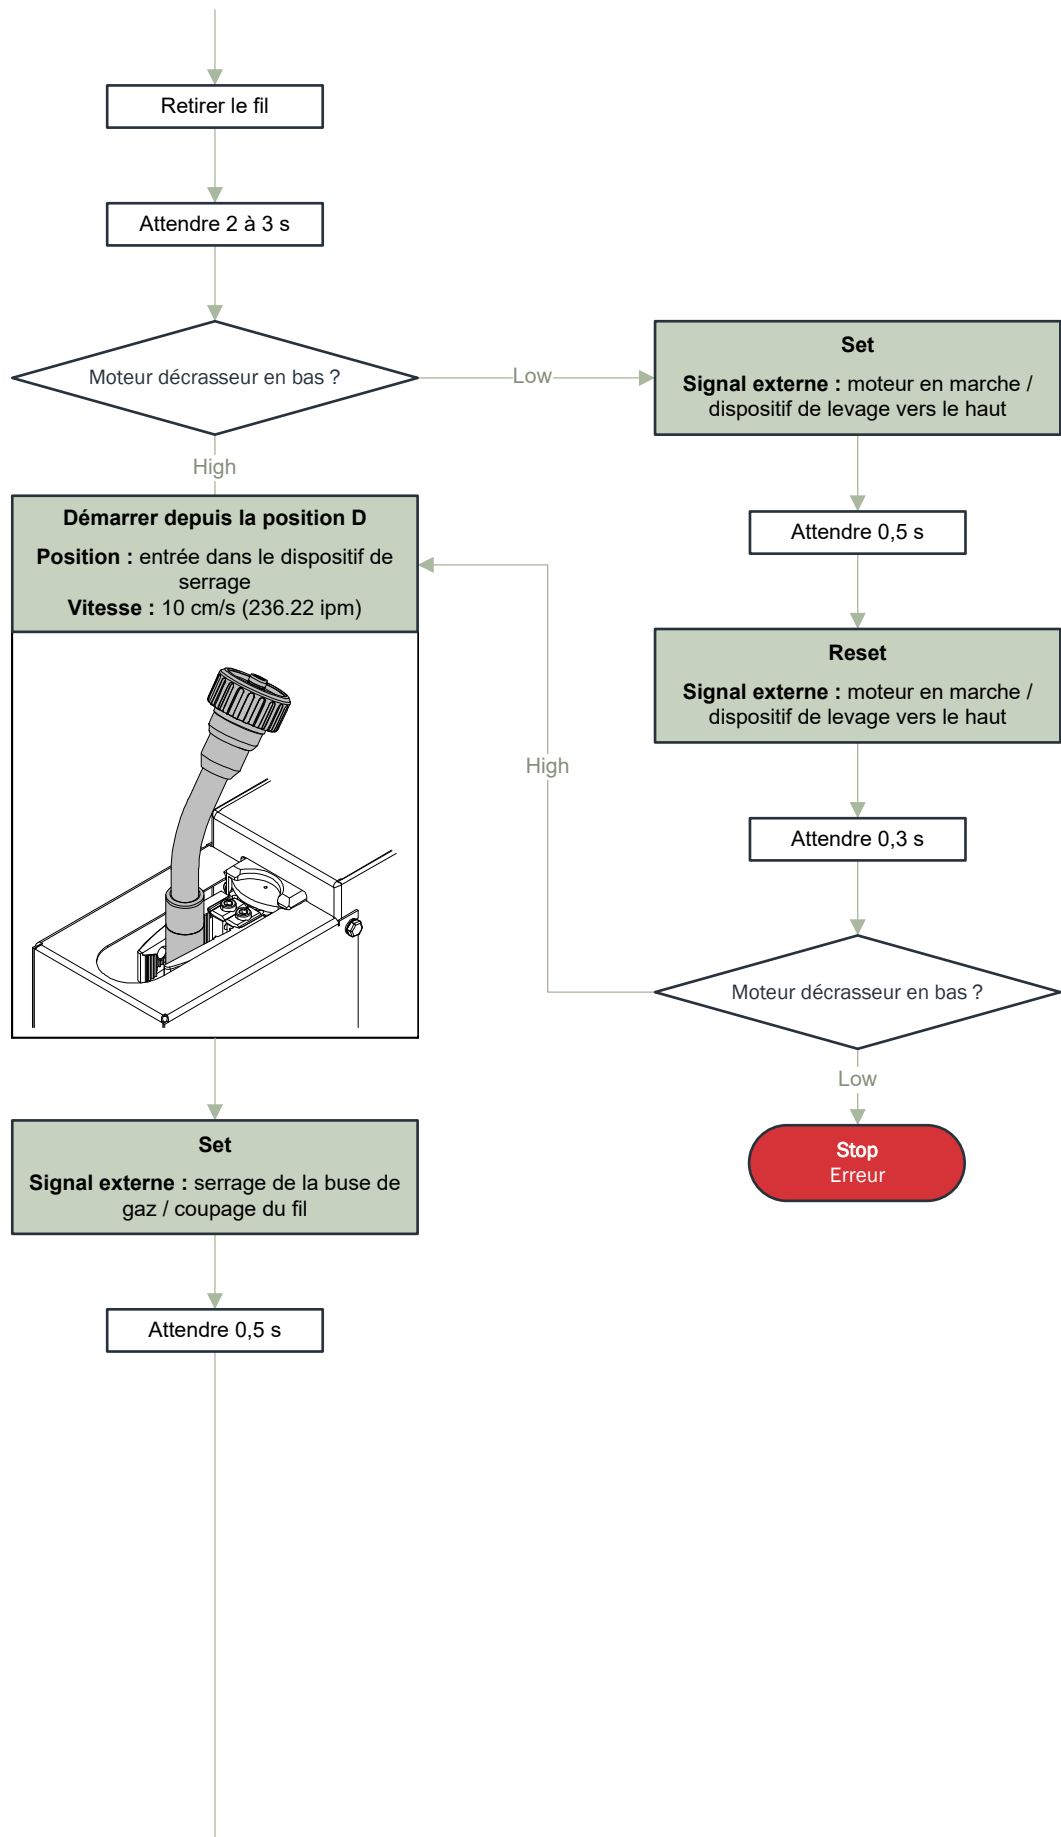 Retirer le fil
Attendre 2 à 3 s
Moteur décrasseur en bas ?
Low
High
Set
Signal externe : moteur en marche /
dispositif de levage vers le haut
Attendre 0,5 s
Reset
Signal externe : moteur en marche /
dispositif de levage vers le haut
Attendre 0,3 s
Moteur décrasseur en bas ?
High
Low
Stop
Erreur
Démarrer depuis la position D
Position : entrée dans le dispositif de
serrage
Vitesse : 10 cm/s (236.22 ipm)
Set
Signal externe : serrage de la buse de
gaz / coupage du fil
Attendre 0,5 s